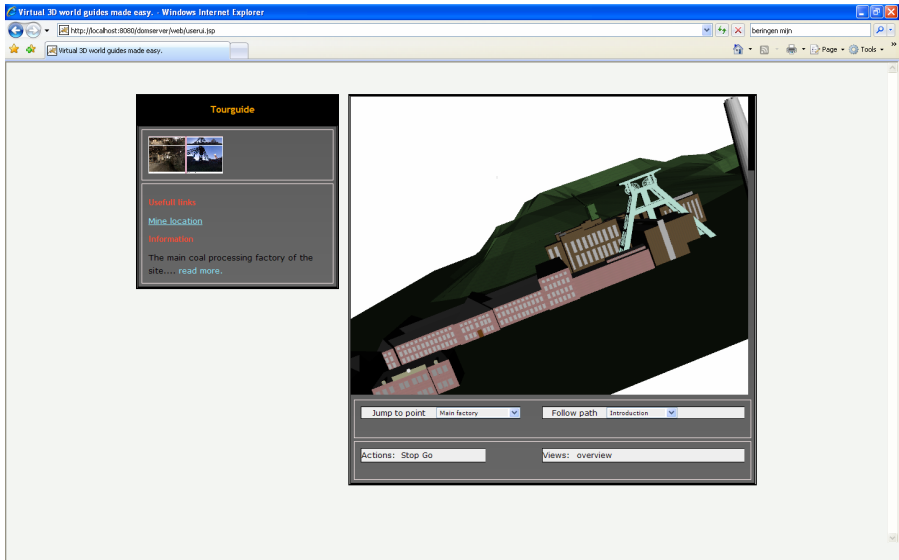 Virtual 3D world guides made easy. - Windows Internet Explorer
http://localhost:8080/domserver/web/userui.jsp
beringen mijn
Virtual 3D world guides made easy.
Page
Tools
»
Tourguide
Usefull links
Mine location
Information
The main coal processing factory of the
site.... read more.
Jump to point Main factory Follow path Introduction
Actions: Stop Go Views: overview